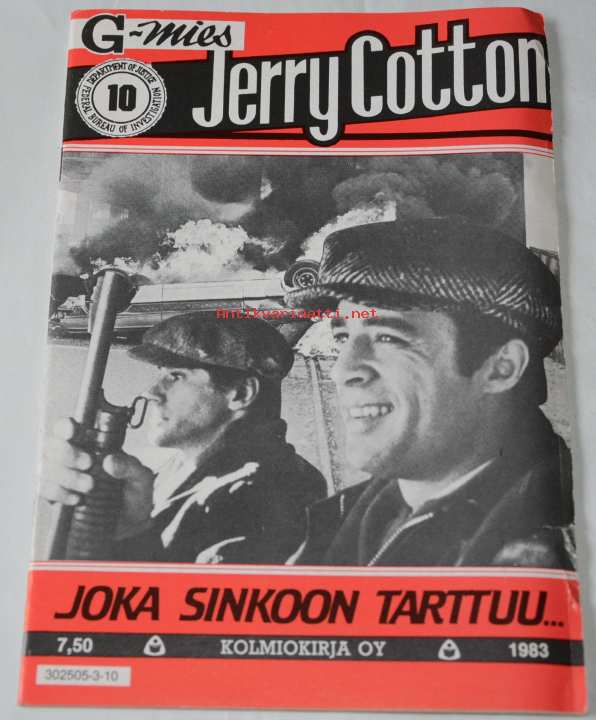 G-mies
Jerry Cotton
DEPARTMENT OF JUSTICE
10
FEDERAL BUREAU OF INVESTIGATION
Antikvariaatti.net
JOKA SINKOON TARTTUU...
7,50 KOLMIOKIRJA OY 1983
302505-3-10